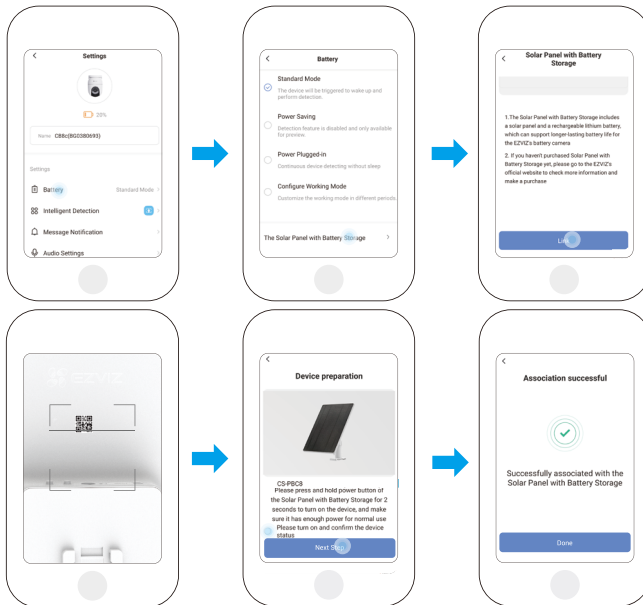 Settings
20%
Name CB8c(BG0380693)
Settings
Battery
Standard Mode
Intelligent Detection
Message Notification
Audio Settings
Battery
Standard Mode
The device will be triggered to wake up and
perform detection.
Power Saving
Detection feature is disabled and only available
for preview.
Power Plugged-in
Continuous device detecting without sleep
Configure Working Mode
Customize the working mode in different periods.
The Solar Panel with Battery Storage
Solar Panel with Battery
Storage
1.The Solar Panel with Battery Storage includes
a solar panel and a rechargeable lithium battery,
which can support longer-lasting battery life for
the EZVIZ's battery camera
2. If you haven't purchased Solar Panel with
Battery Storage yet, please go to the EZVIZ's
official website to check more information and
make a purchase
Link
EZVIZ
Device preparation
CS-PBC8
Please press and hold power button of
the Solar Panel with Battery Storage for 2
seconds to turn on the device, and make
sure it has enough power for normal use
Please turn on and confirm the device
status
Next Step
Association successful
Successfully associated with the
Solar Panel with Battery Storage
Done